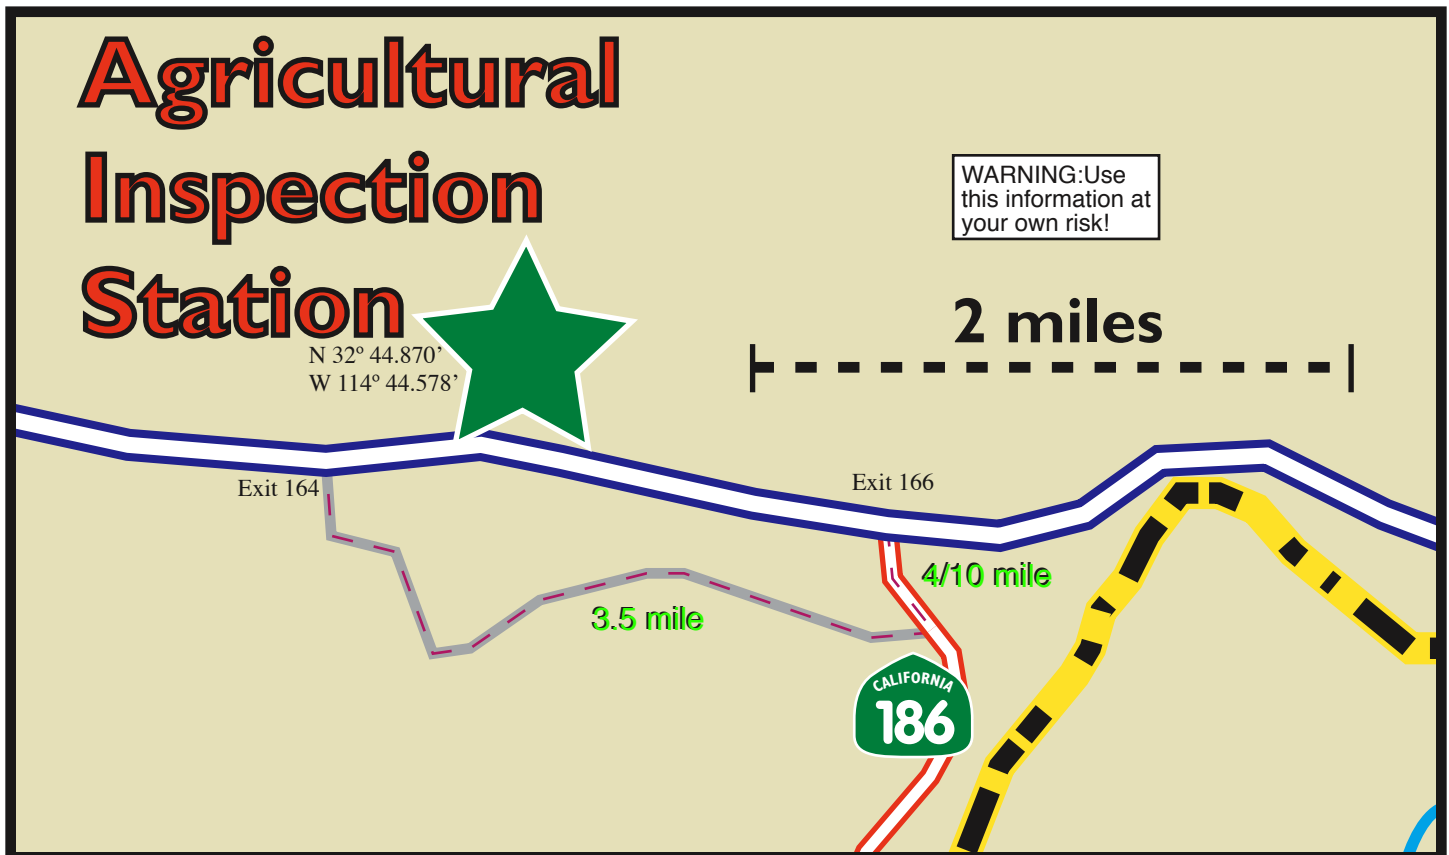 Agricultural
Inspection
Station
N 32º 44.870’
W 114º 44.578’
WARNING:Use
this information at
your own risk!
2 miles
Exit 164
Exit 166
4/10 mile
3.5 mile
CALIFORNIA
186